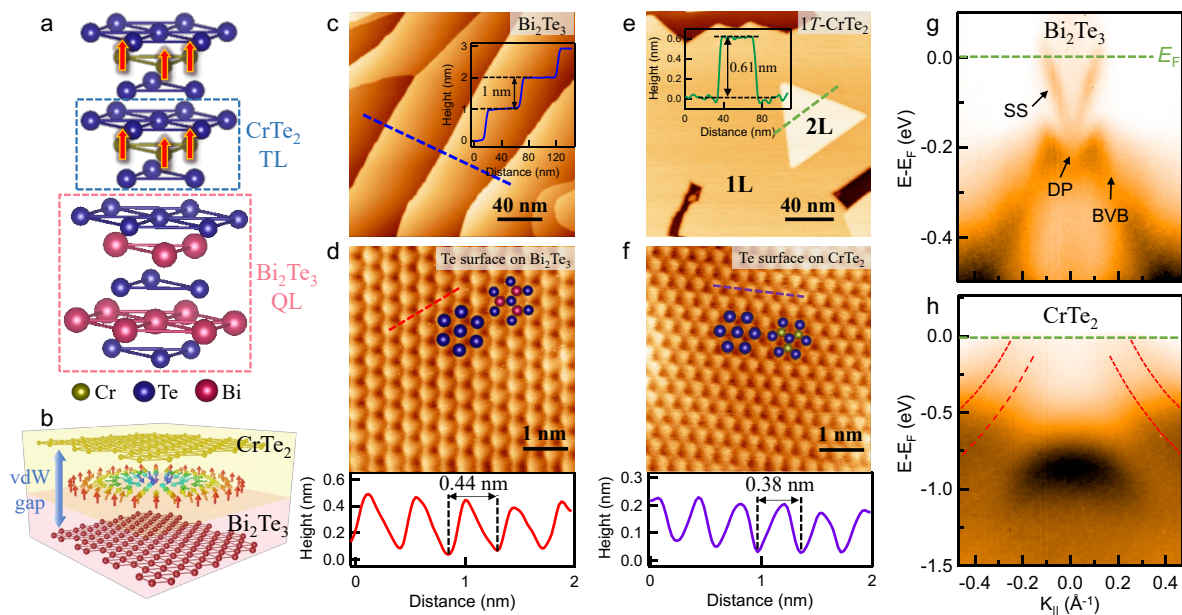 a
CrTe2
TL
Bi2Te3
QL
Cr
Te
Bi
b
CrTe2
vdW
gap
Bi2Te3
c
Bi2Te3
Height (nm)
3
2
1
0
1 nm
0
40
80
120
Distance (nm)
40 nm
d
Te surface on Bi2Te3
1 nm
Height (nm)
0.6
0.4
0.2
0.0
0.44 nm
0
1
2
Distance (nm)
e
1T-CrTe2
Height (nm)
0.6
0.4
0.2
0.0
0.61 nm
0
40
80
Distance (nm)
2L
1L
40 nm
f
Te surface on CrTe2
1 nm
Height (nm)
0.3
0.2
0.1
0.0
0.38 nm
0
1
2
Distance (nm)
g
Bi2Te3
EF
E-EF (eV)
0.0
-0.2
-0.4
SS
DP
BVB
h
CrTe2
E-EF (eV)
0.0
-0.5
-1.0
-1.5
-0.4
-0.2
0.0
0.2
0.4
K|| (Å-1)